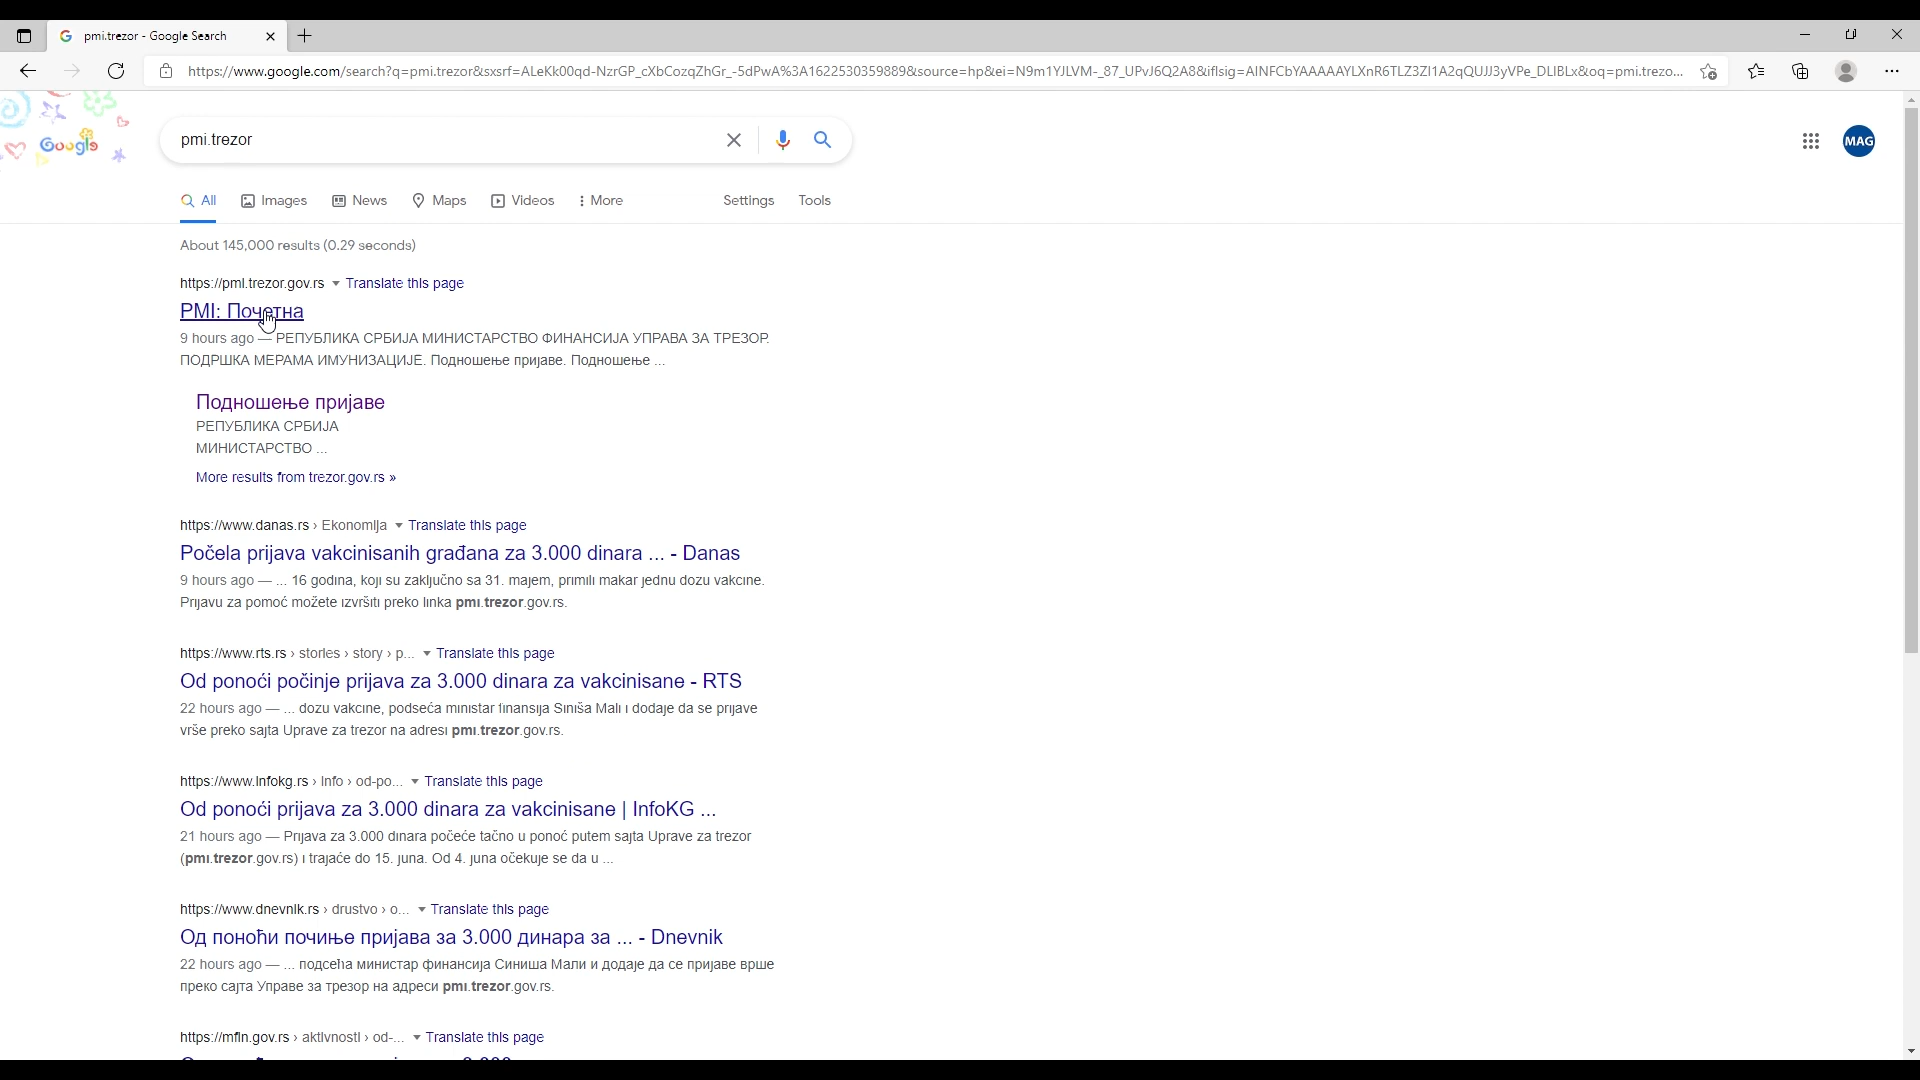 pmi.trezor - Google Search
https://www.google.com/search?q=pmi.trezor&sxsrf=ALeKk00qd-NzrGP_cXbCozqZhGr_-5dPwA%3A1622530359889&source=hp&ei=N9m1YJLVM-_87_UPvJ6Q2A8&iflsig=AINFCbYAAAAAYLXnR6TLZ3ZI1A2qQUJJ3yVPe_DLIBLx&oq=pmi.trezo...
Google
pmi.trezor
MAG
All Images News Maps Videos More Settings Tools
About 145,000 results (0.29 seconds)
https://pmi.trezor.gov.rs Translate this page
PMI: Почетна
9 hours ago — РЕПУБЛИКА СРБИЈА МИНИСТАРСТВО ФИНАНСИЈА УПРАВА ЗА ТРЕЗОР.
ПОДРШКА МЕРАМА ИМУНИЗАЦИЈЕ. Подношење пријаве. Подношење ...
Подношење пријаве
РЕПУБЛИКА СРБИЈА
МИНИСТАРСТВО ...
More results from trezor.gov.rs »
https://www.danas.rs › Ekonomija Translate this page
Počela prijava vakcinisanih građana za 3.000 dinara ... - Danas
9 hours ago — ... 16 godina, koji su zaključno sa 31. majem, primili makar jednu dozu vakcine.
Prijavu za pomoć možete izvršiti preko linka pmi.trezor.gov.rs.
https://www.rts.rs › stories › story › p... Translate this page
Od ponoći počinje prijava za 3.000 dinara za vakcinisane - RTS
22 hours ago — ... dozu vakcine, podseća ministar finansija Siniša Mali i dodaje da se prijave
vrše preko sajta Uprave za trezor na adresi pmi.trezor.gov.rs.
https://www.infokg.rs › info › od-po... Translate this page
Od ponoći prijava za 3.000 dinara za vakcinisane | InfoKG ...
21 hours ago — Prijava za 3.000 dinara počeće tačno u ponoć putem sajta Uprave za trezor
(pmi.trezor.gov.rs) i trajaće do 15. juna. Od 4. juna očekuje se da u ...
https://www.dnevnik.rs › drustvo › o... Translate this page
Од поноћи почиње пријава за 3.000 динара за ... - Dnevnik
22 hours ago — ... подсећа министар финансија Синиша Мали и додаје да се пријаве врше
преко сајта Управе за трезор на адреси pmi.trezor.gov.rs.
https://mfin.gov.rs › aktivnosti › od-... Translate this page